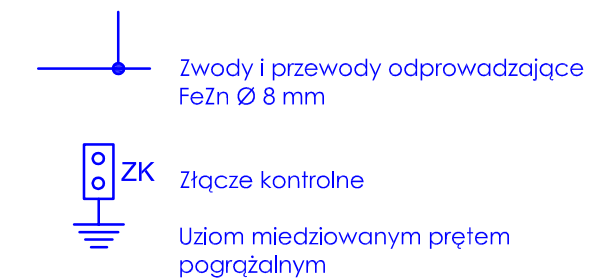 Zwody i przewody odprowadzające
FeZn Ø 8 mm
ZK Złącze kontrolne
Uziom miedziowanym prętem
pogrążalnym